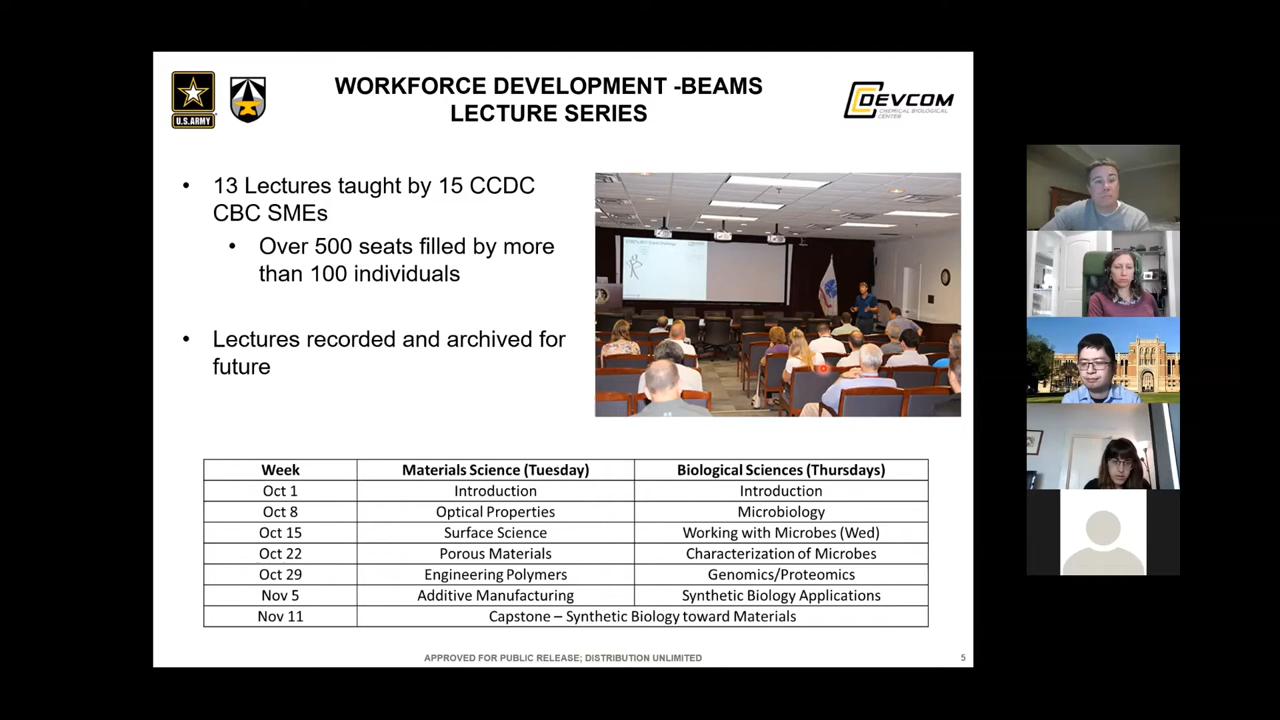 WORKFORCE DEVELOPMENT -BEAMS
LECTURE SERIES
U.S. ARMY
DEVCOM
CHEMICAL BIOLOGICAL
CENTER
• 13 Lectures taught by 15 CCDC
CBC SMEs
• Over 500 seats filled by more
than 100 individuals
• Lectures recorded and archived for
future
Week Materials Science (Tuesday) Biological Sciences (Thursdays)
Oct 1 Introduction Introduction
Oct 8 Optical Properties Microbiology
Oct 15 Surface Science Working with Microbes (Wed)
Oct 22 Porous Materials Characterization of Microbes
Oct 29 Engineering Polymers Genomics/Proteomics
Nov 5 Additive Manufacturing Synthetic Biology Applications
Nov 11 Capstone – Synthetic Biology toward Materials
APPROVED FOR PUBLIC RELEASE; DISTRIBUTION UNLIMITED
5